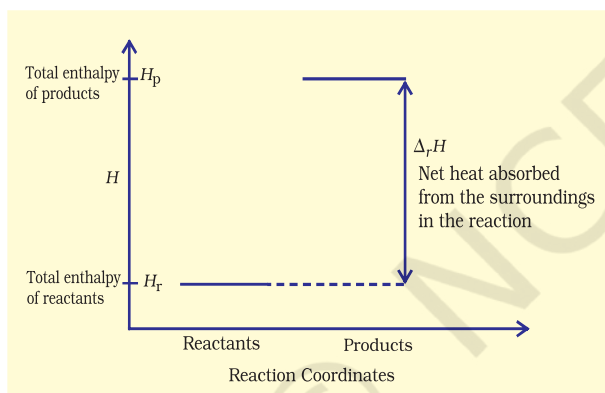 Total enthalpy
of products
Hp
ΔrH
Net heat absorbed
from the surroundings
in the reaction
H
Total enthalpy
of reactants
Hr
Reactants
Products
Reaction Coordinates